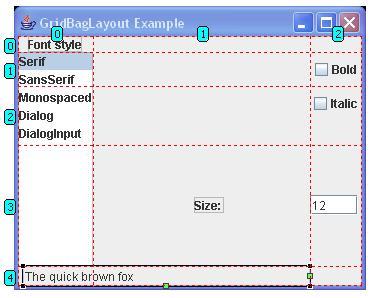 GridBagLayout Example
0 1 2
0 Font style
1 Serif
SansSerif
Bold
Monospaced
Italic
2 Dialog
DialogInput
3 Size: 12
4 The quick brown fox